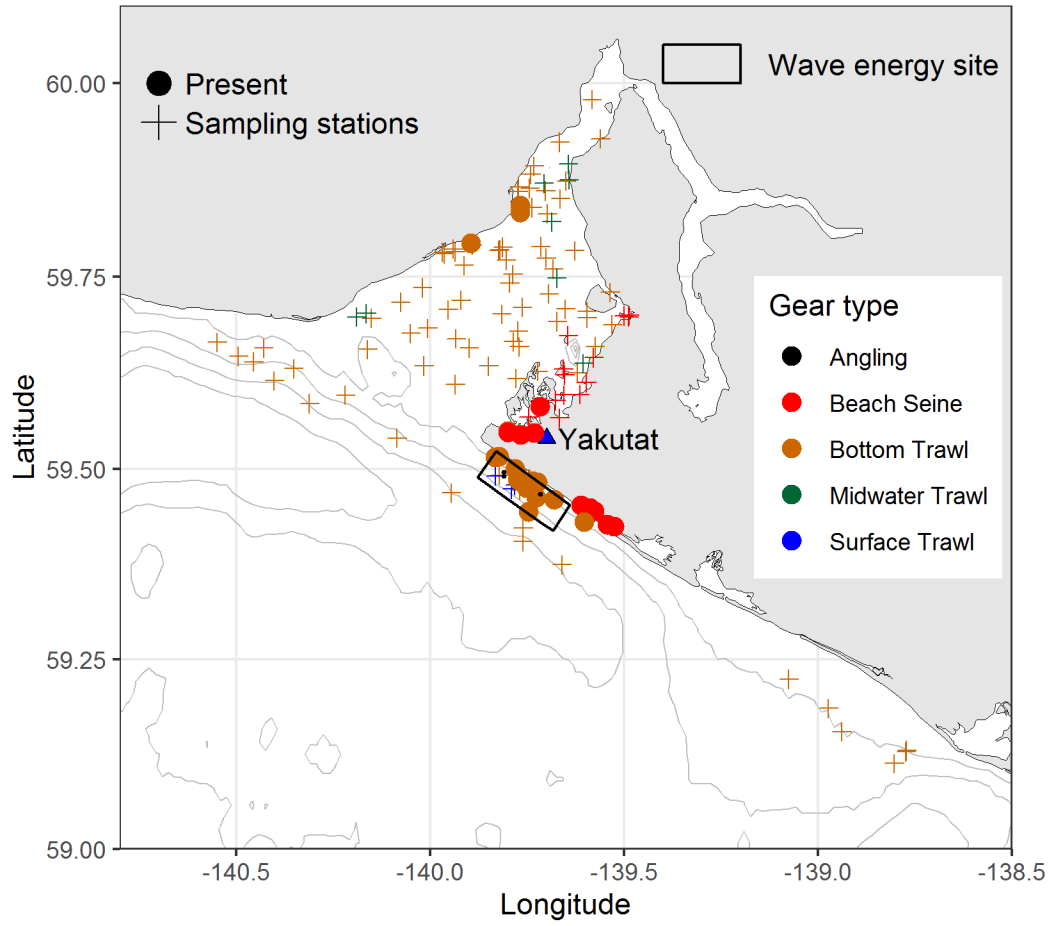 Present
Sampling stations
Wave energy site
Yakutat
Gear type
Angling
Beach Seine
Bottom Trawl
Midwater Trawl
Surface Trawl
Latitude
60.00
59.75
59.50
59.25
59.00
-140.5
-140.0
-139.5
-139.0
-138.5
Longitude